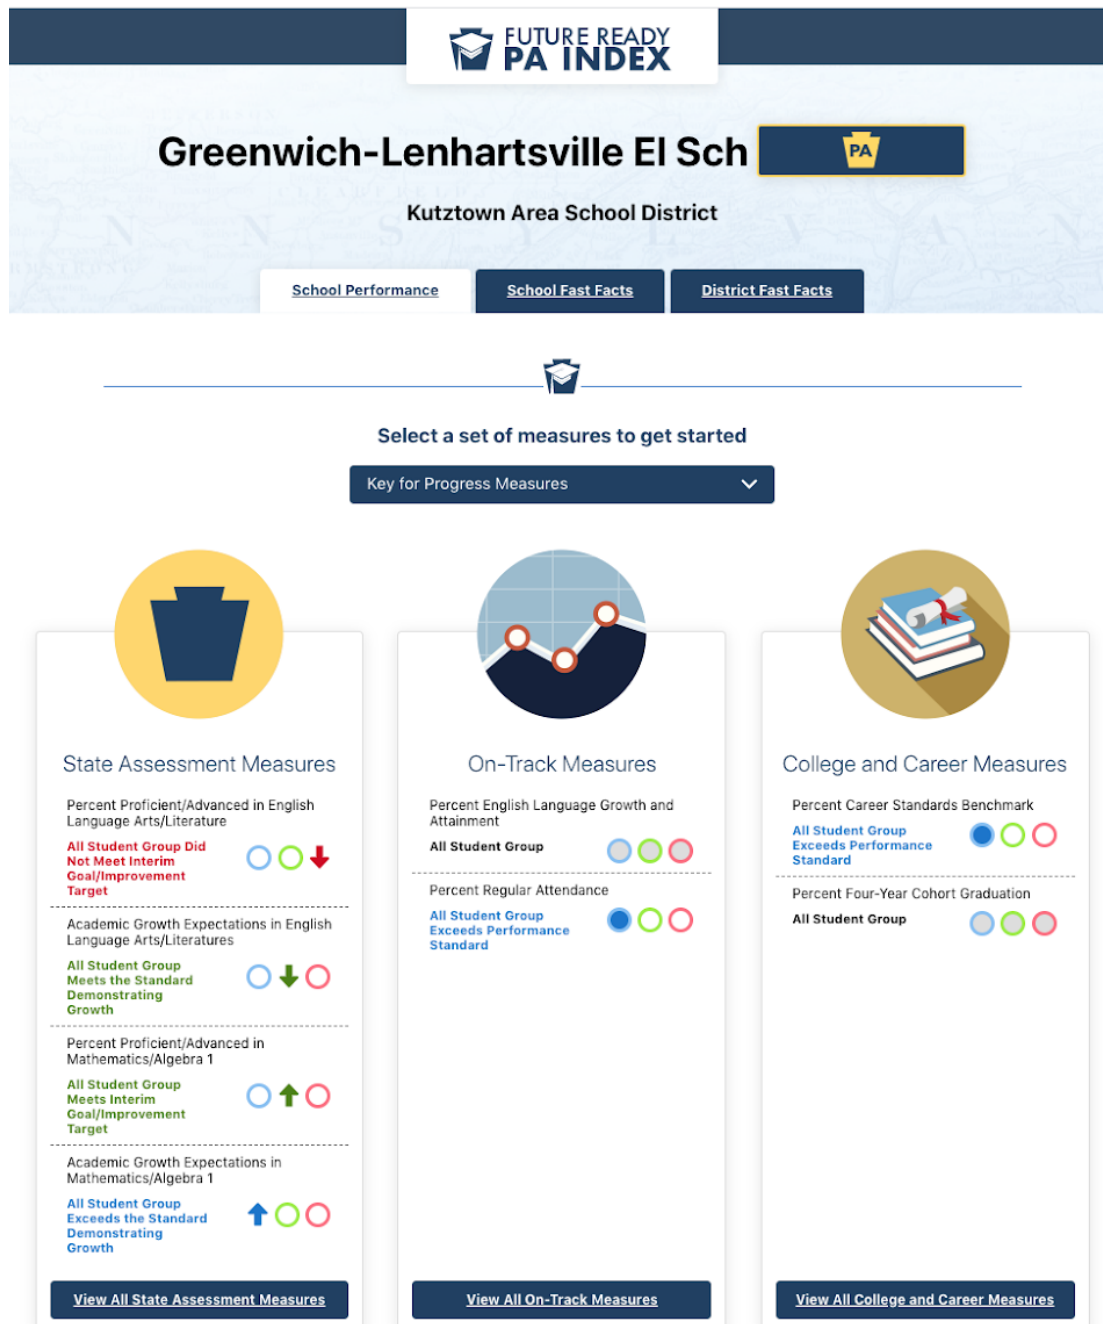 FUTURE READY
PA INDEX
Greenwich-Lenhartsville El Sch
PA
Kutztown Area School District
School Performance
School Fast Facts
District Fast Facts
Select a set of measures to get started
Key for Progress Measures
State Assessment Measures
Percent Proficient/Advanced in English
Language Arts/Literature
All Student Group Did
Not Meet Interim
Goal/Improvement
Target
Academic Growth Expectations in English
Language Arts/Literatures
All Student Group
Meets the Standard
Demonstrating
Growth
Percent Proficient/Advanced in
Mathematics/Algebra 1
All Student Group
Meets Interim
Goal/Improvement
Target
Academic Growth Expectations in
Mathematics/Algebra 1
All Student Group
Exceeds the Standard
Demonstrating
Growth
View All State Assessment Measures
On-Track Measures
Percent English Language Growth and
Attainment
All Student Group
Percent Regular Attendance
All Student Group
Exceeds Performance
Standard
View All On-Track Measures
College and Career Measures
Percent Career Standards Benchmark
All Student Group
Exceeds Performance
Standard
Percent Four-Year Cohort Graduation
All Student Group
View All College and Career Measures